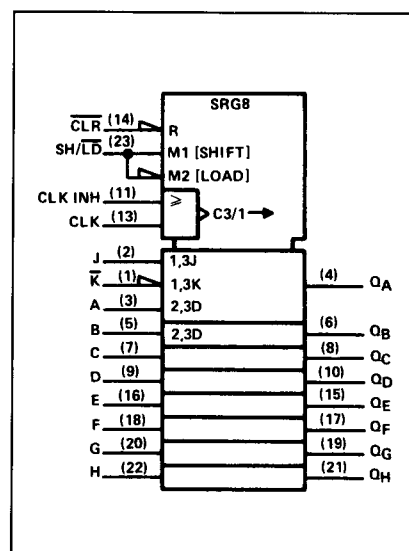 SRG8
CLR (14) R
SH/LD (23) M1 [SHIFT]
M2 [LOAD]
CLK INH (11) ≥ C3/1
CLK (13)
J (2) 1,3J
K (1) 1,3K
A (3) 2,3D (4) QA
B (5) 2,3D (6) QB
C (7) (8) QC
D (9) (10) QD
E (16) (15) QE
F (18) (17) QF
G (20) (19) QG
H (22) (21) QH